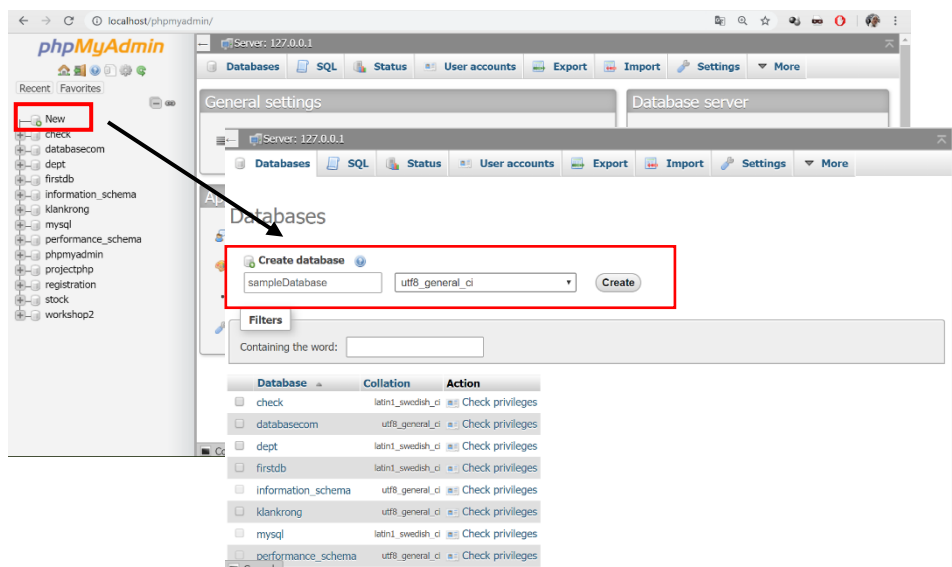 localhost/phpmyadmin/
phpMyAdmin
Recent Favorites
New
check
databasecom
dept
firstdb
information_schema
klankrong
mysql
performance_schema
phpmyadmin
projectphp
registration
stock
workshop2
Server: 127.0.0.1
Databases SQL Status User accounts Export Import Settings More
General settings
Database server
Server: 127.0.0.1
Databases SQL Status User accounts Export Import Settings More
Databases
Create database
sampleDatabase utf8_general_ci Create
Filters
Containing the word:
Database Collation Action
check latin1_swedish_ci Check privileges
databasecom utf8_general_ci Check privileges
dept latin1_swedish_ci Check privileges
firstdb latin1_swedish_ci Check privileges
information_schema utf8_general_ci Check privileges
klankrong utf8_general_ci Check privileges
mysql latin1_swedish_ci Check privileges
performance_schema utf8_general_ci Check privileges